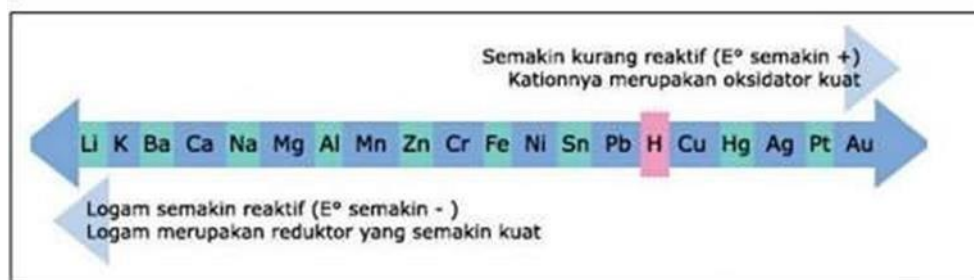 Semakin kurang reaktif (E° semakin +)
Kationnya merupakan oksidator kuat
Li K Ba Ca Na Mg Al Mn Zn Cr Fe Ni Sn Pb H Cu Hg Ag Pt Au
Logam semakin reaktif (E° semakin - )
Logam merupakan reduktor yang semakin kuat